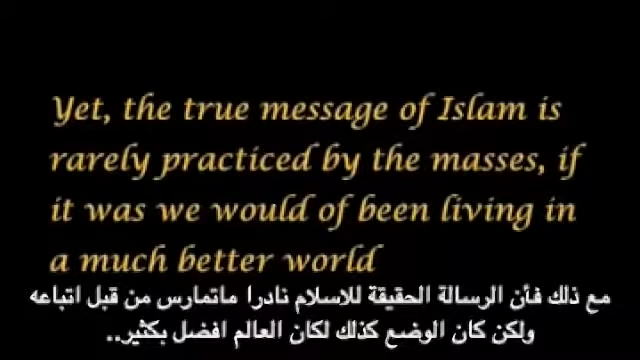 Yet, the true message of Islam is
rarely practiced by the masses, if
it was we would of been living in
a much better world
مع ذلك فأن الرسالة الحقيقة للاسلام نادرا ماتمارس من قبل اتباعه
ولكن كان الوضع كذلك لكان العالم افضل بكثير..